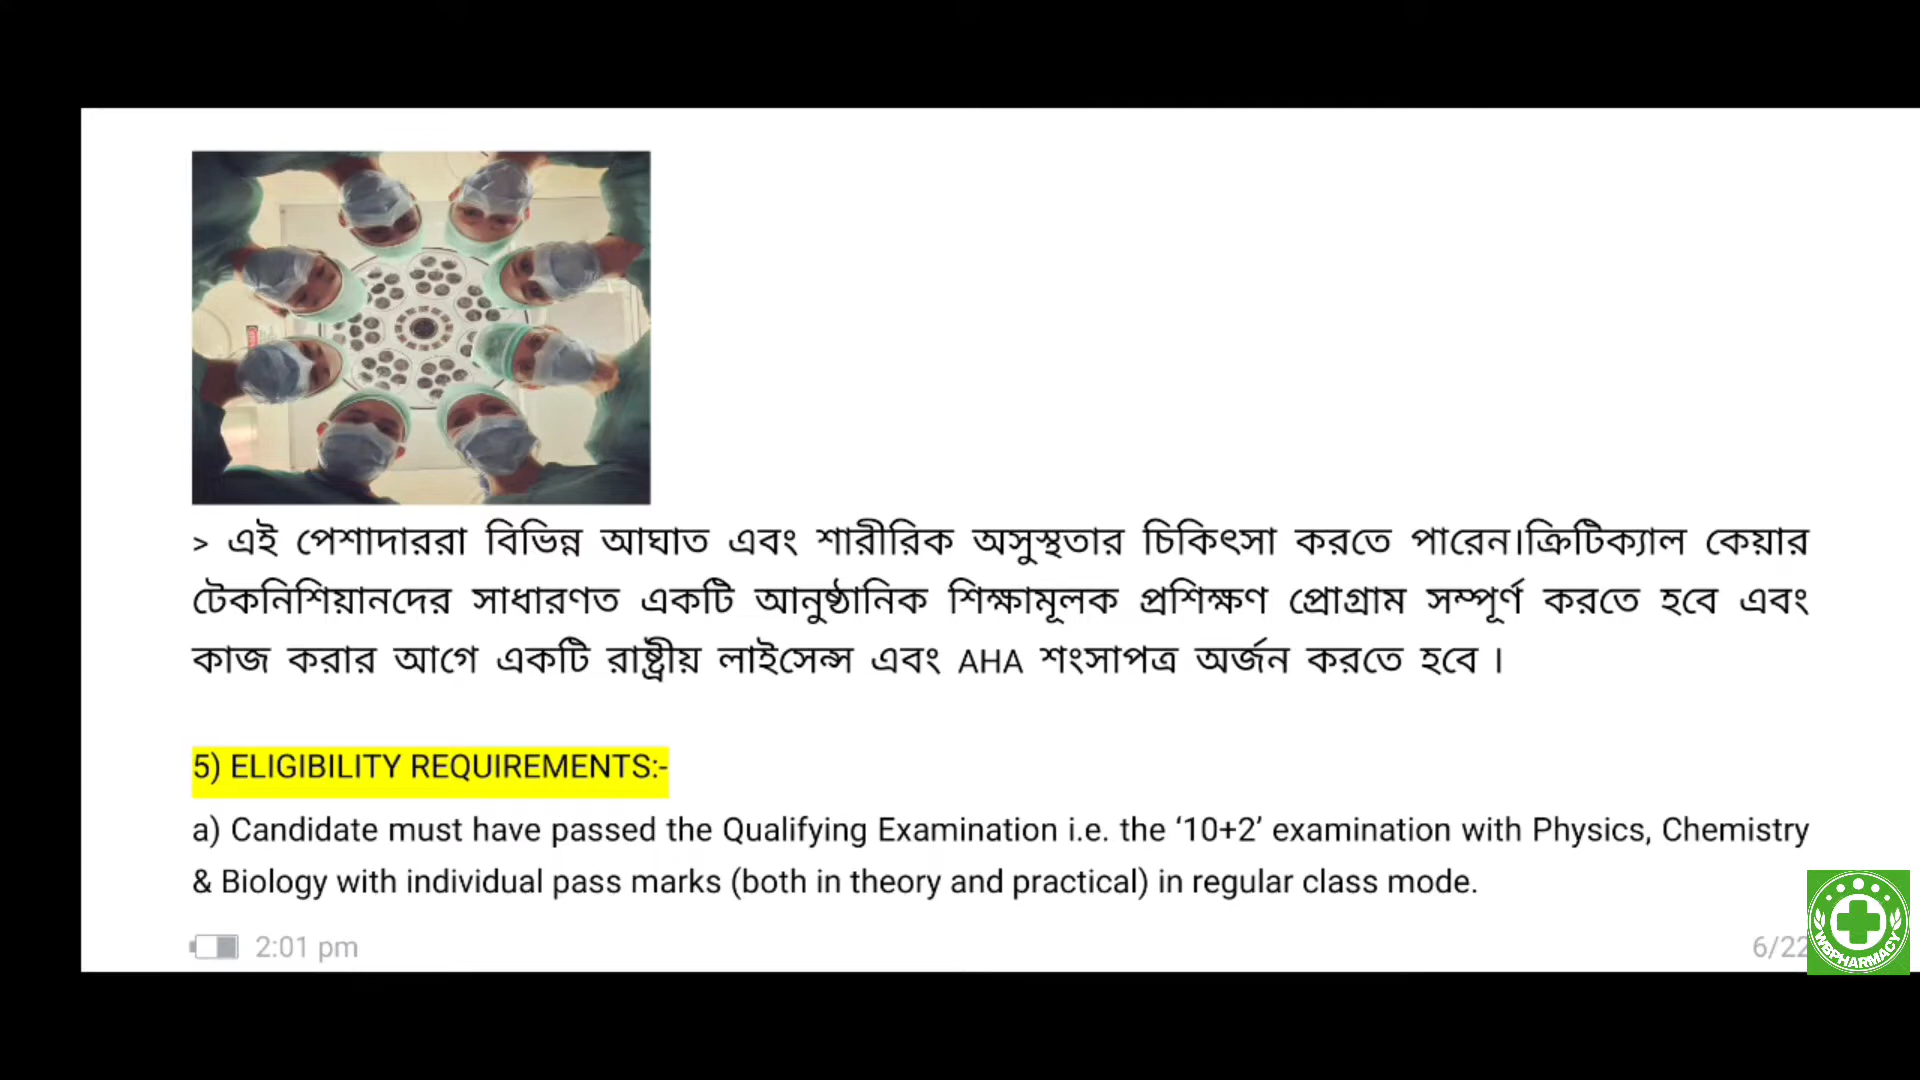 > এই পেশাদাররা বিভিন্ন আঘাত এবং শারীরিক অসুস্থতার চিকিৎসা করতে পারেন।ক্রিটিক্যাল কেয়ার
টেকনিশিয়ানদের সাধারণত একটি আনুষ্ঠানিক শিক্ষামূলক প্রশিক্ষণ প্রোগ্রাম সম্পূর্ণ করতে হবে এবং
কাজ করার আগে একটি রাষ্ট্রীয় লাইসেন্স এবং AHA শংসাপত্র অর্জন করতে হবে ।
5) ELIGIBILITY REQUIREMENTS:-
a) Candidate must have passed the Qualifying Examination i.e. the ‘10+2’ examination with Physics, Chemistry
& Biology with individual pass marks (both in theory and practical) in regular class mode.
2:01 pm
6/22
WBPHARMACY